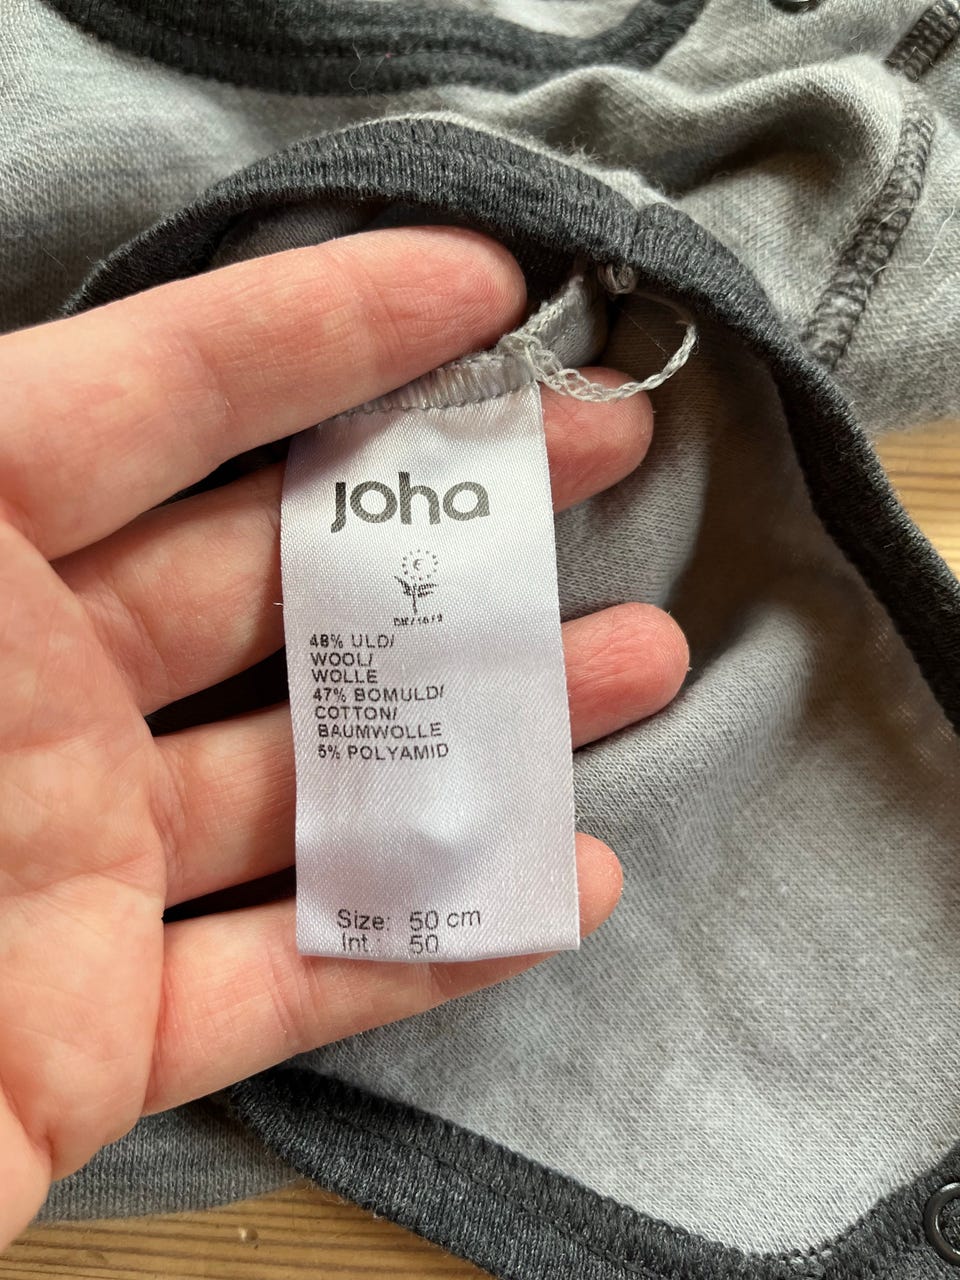 joha
48% ULD/
WOOL/
WOLLE
47% BOMULD/
COTTON/
BAUMWOLLE
5% POLYAMID
Size: 50 cm
Int.: 50